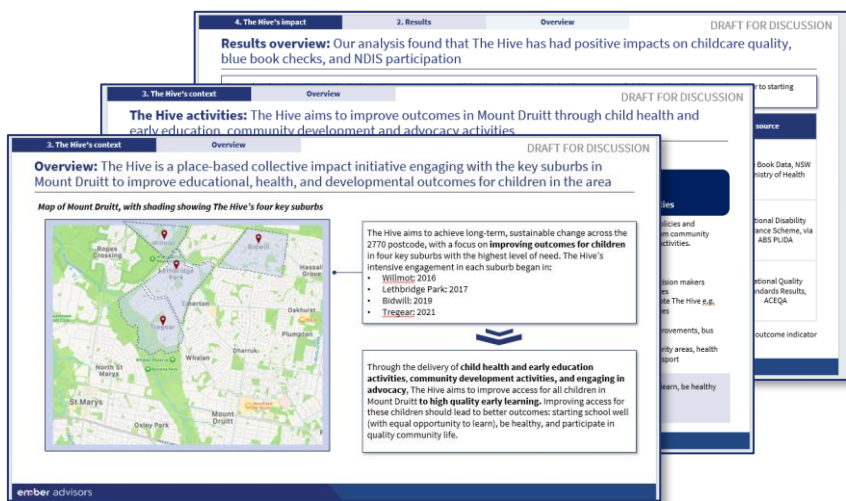 4. The Hive's impact
2. Results
Overview
DRAFT FOR DISCUSSION
Results overview: Our analysis found that The Hive has had positive impacts on childcare quality,
blue book checks, and NDIS participation
r to starting
source
Book Data, NSW
nistry of Health
tional Disability
ance Scheme, via
ABS PLIDA
ational Quality
ndards Results,
ACEQA
outcome indicator
3. The Hive's context
Overview
DRAFT FOR DISCUSSION
The Hive activities: The Hive aims to improve outcomes in Mount Druitt through child health and
early education, community development and advocacy activities
ties
olicies and
om community
activities.
ision makers
es
te The Hive e.g.
es
provements, bus
rity areas, health
sport
learn, be healthy
3. The Hive's context
Overview
DRAFT FOR DISCUSSION
Overview: The Hive is a place-based collective impact initiative engaging with the key suburbs in
Mount Druitt to improve educational, health, and developmental outcomes for children in the area
Map of Mount Druitt, with shading showing The Hive's four key suburbs
Willmot
Bidwill
Ropes
Crossing
Lethbridge
Park
Hassall
Grove
Emerton
Oakhurst
Tregear
Plumpton
Dharruk
Whalan
North St
Marys
St.Marys
Mount
Druitt
Oxley Park
The Hive aims to achieve long-term, sustainable change across the
2770 postcode, with a focus on improving outcomes for children
in four key suburbs with the highest level of need. The Hive's
intensive engagement in each suburb began in:
• Willmot: 2016
• Lethbridge Park: 2017
• Bidwill: 2019
• Tregear: 2021
Through the delivery of child health and early education
activities, community development activities, and engaging in
advocacy, The Hive aims to improve access for all children in
Mount Druitt to high quality early learning. Improving access for
these children should lead to better outcomes: starting school well
(with equal opportunity to learn), be healthy, and participate in
quality community life.
ember advisors